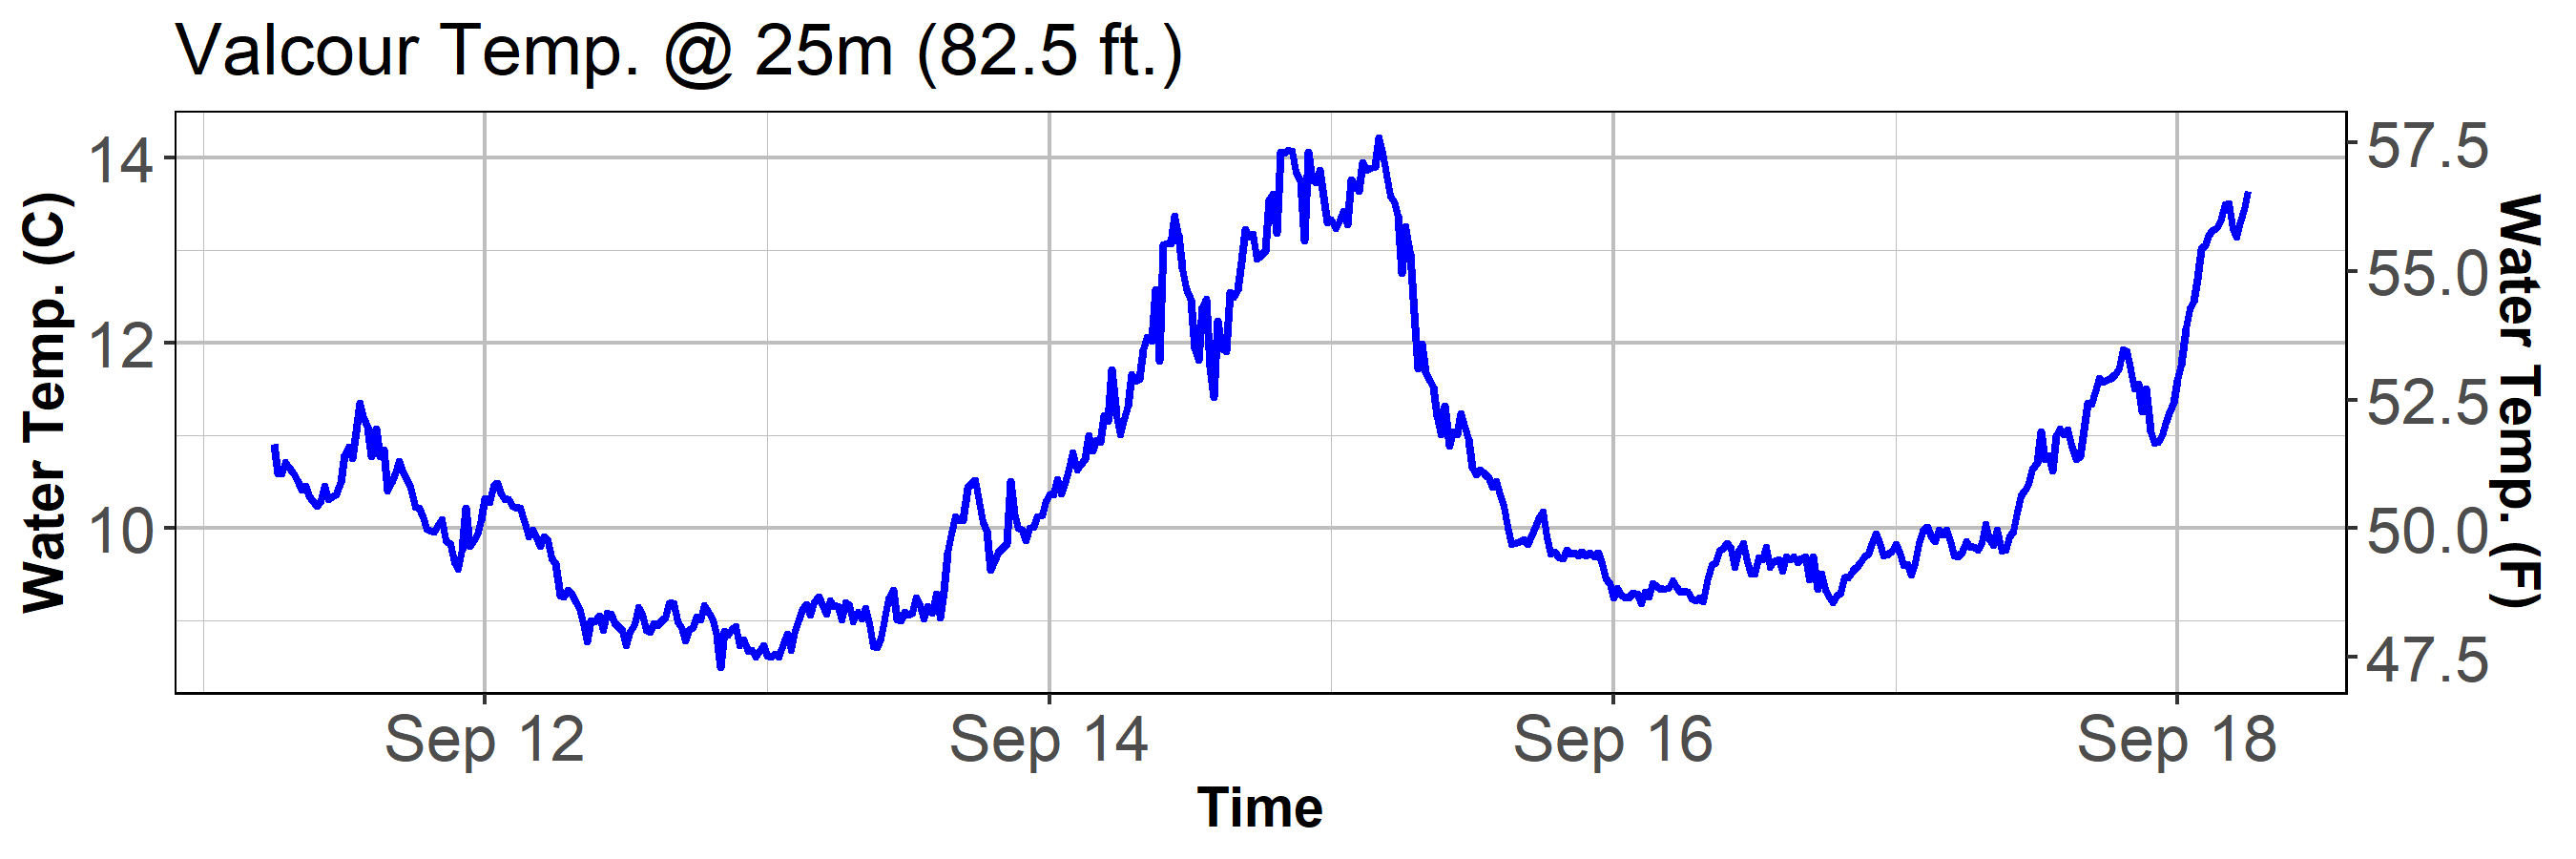 Valcour Temp. @ 25m (82.5 ft.)
Water Temp. (C)
14
12
10
57.5
55.0
52.5
50.0
47.5
Water Temp. (F)
Sep 12 Sep 14 Sep 16 Sep 18
Time